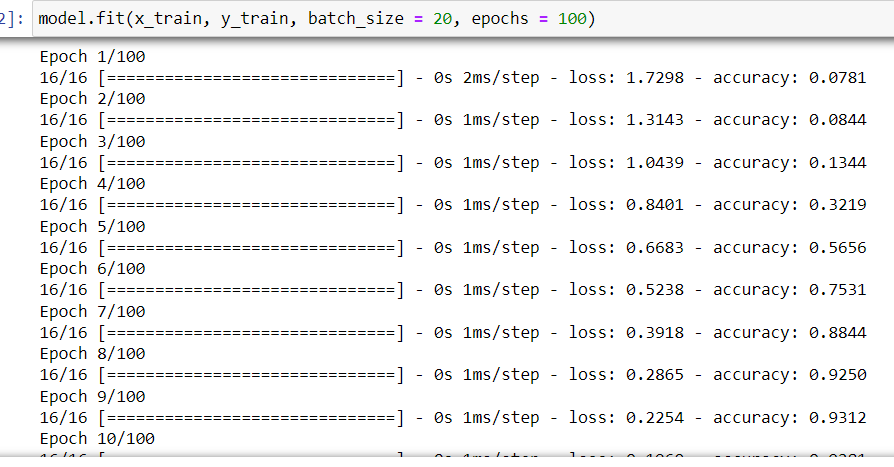 2]: model.fit(x_train, y_train, batch_size = 20, epochs = 100)
Epoch 1/100
16/16 [==============================] - 0s 2ms/step - loss: 1.7298 - accuracy: 0.0781
Epoch 2/100
16/16 [==============================] - 0s 1ms/step - loss: 1.3143 - accuracy: 0.0844
Epoch 3/100
16/16 [==============================] - 0s 1ms/step - loss: 1.0439 - accuracy: 0.1344
Epoch 4/100
16/16 [==============================] - 0s 1ms/step - loss: 0.8401 - accuracy: 0.3219
Epoch 5/100
16/16 [==============================] - 0s 1ms/step - loss: 0.6683 - accuracy: 0.5656
Epoch 6/100
16/16 [==============================] - 0s 1ms/step - loss: 0.5238 - accuracy: 0.7531
Epoch 7/100
16/16 [==============================] - 0s 1ms/step - loss: 0.3918 - accuracy: 0.8844
Epoch 8/100
16/16 [==============================] - 0s 1ms/step - loss: 0.2865 - accuracy: 0.9250
Epoch 9/100
16/16 [==============================] - 0s 1ms/step - loss: 0.2254 - accuracy: 0.9312
Epoch 10/100